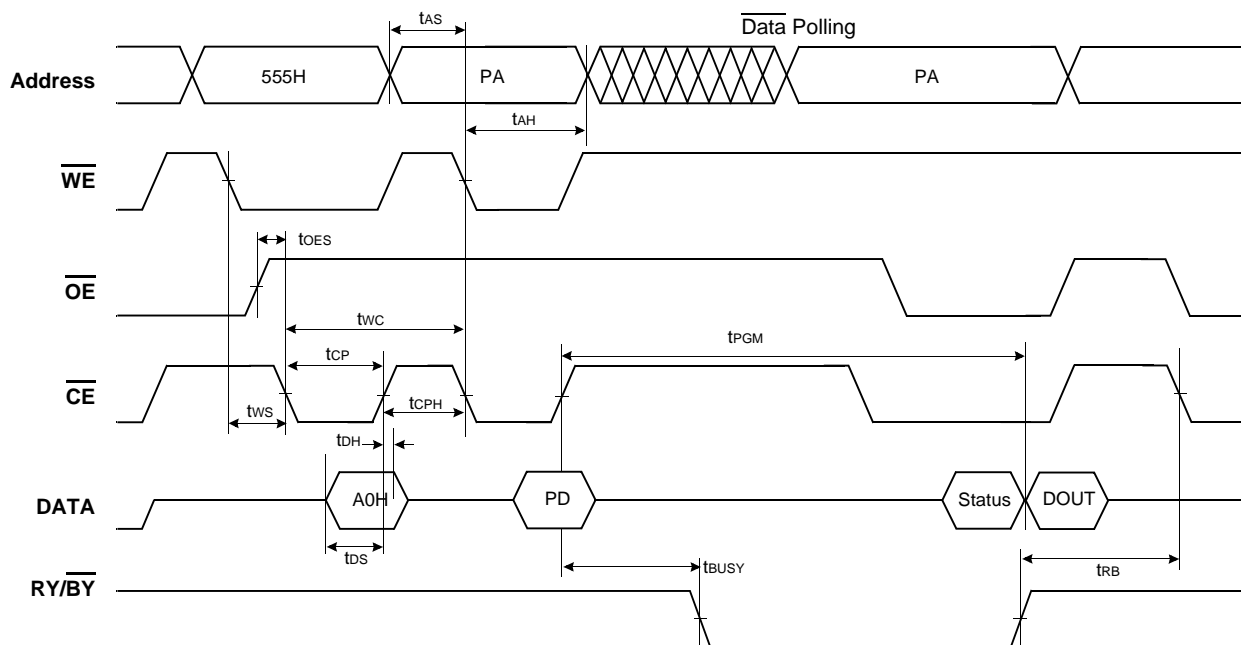 tAS
Data Polling
Address
555H
PA
PA
tAH
WE
tOES
OE
tWC
tPGM
tCP
CE
tCPH
tWS
tDH
DATA
A0H
PD
Status
DOUT
tDS
tBUSY
tRB
RY/BY